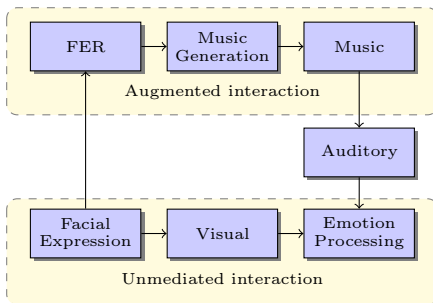 FER
Music
Generation
Music
Augmented interaction
Auditory
Facial
Expression
Visual
Emotion
Processing
Unmediated interaction